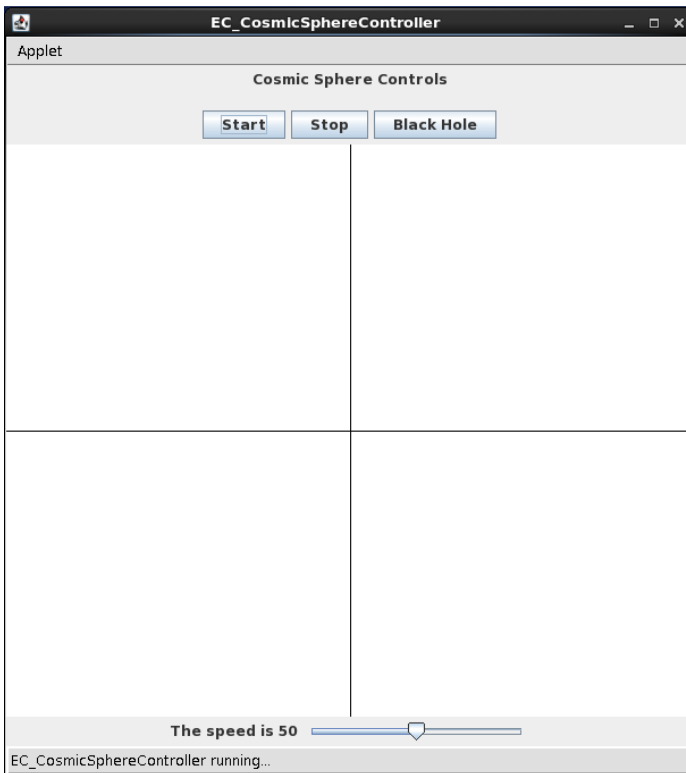 EC_CosmicSphereController
Applet
Cosmic Sphere Controls
Start Stop Black Hole
The speed is 50
EC_CosmicSphereController running...